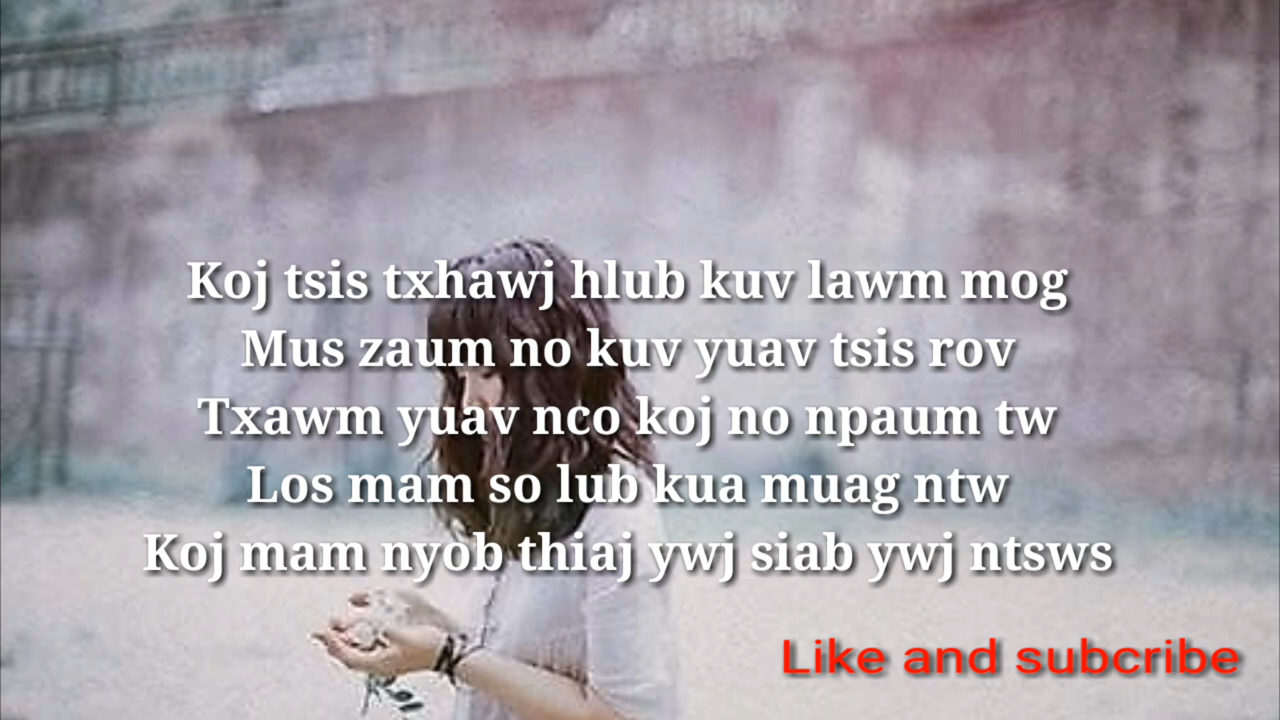 Koj tsis txhawj hlub kuv lawm mog
Mus zaum no kuv yuav tsis rov
Txawm yuav nco koj no npaum tw
Los mam so lub kua muag ntw
Koj mam nyob thiaj ywj siab ywj ntsws
Like and subcribe